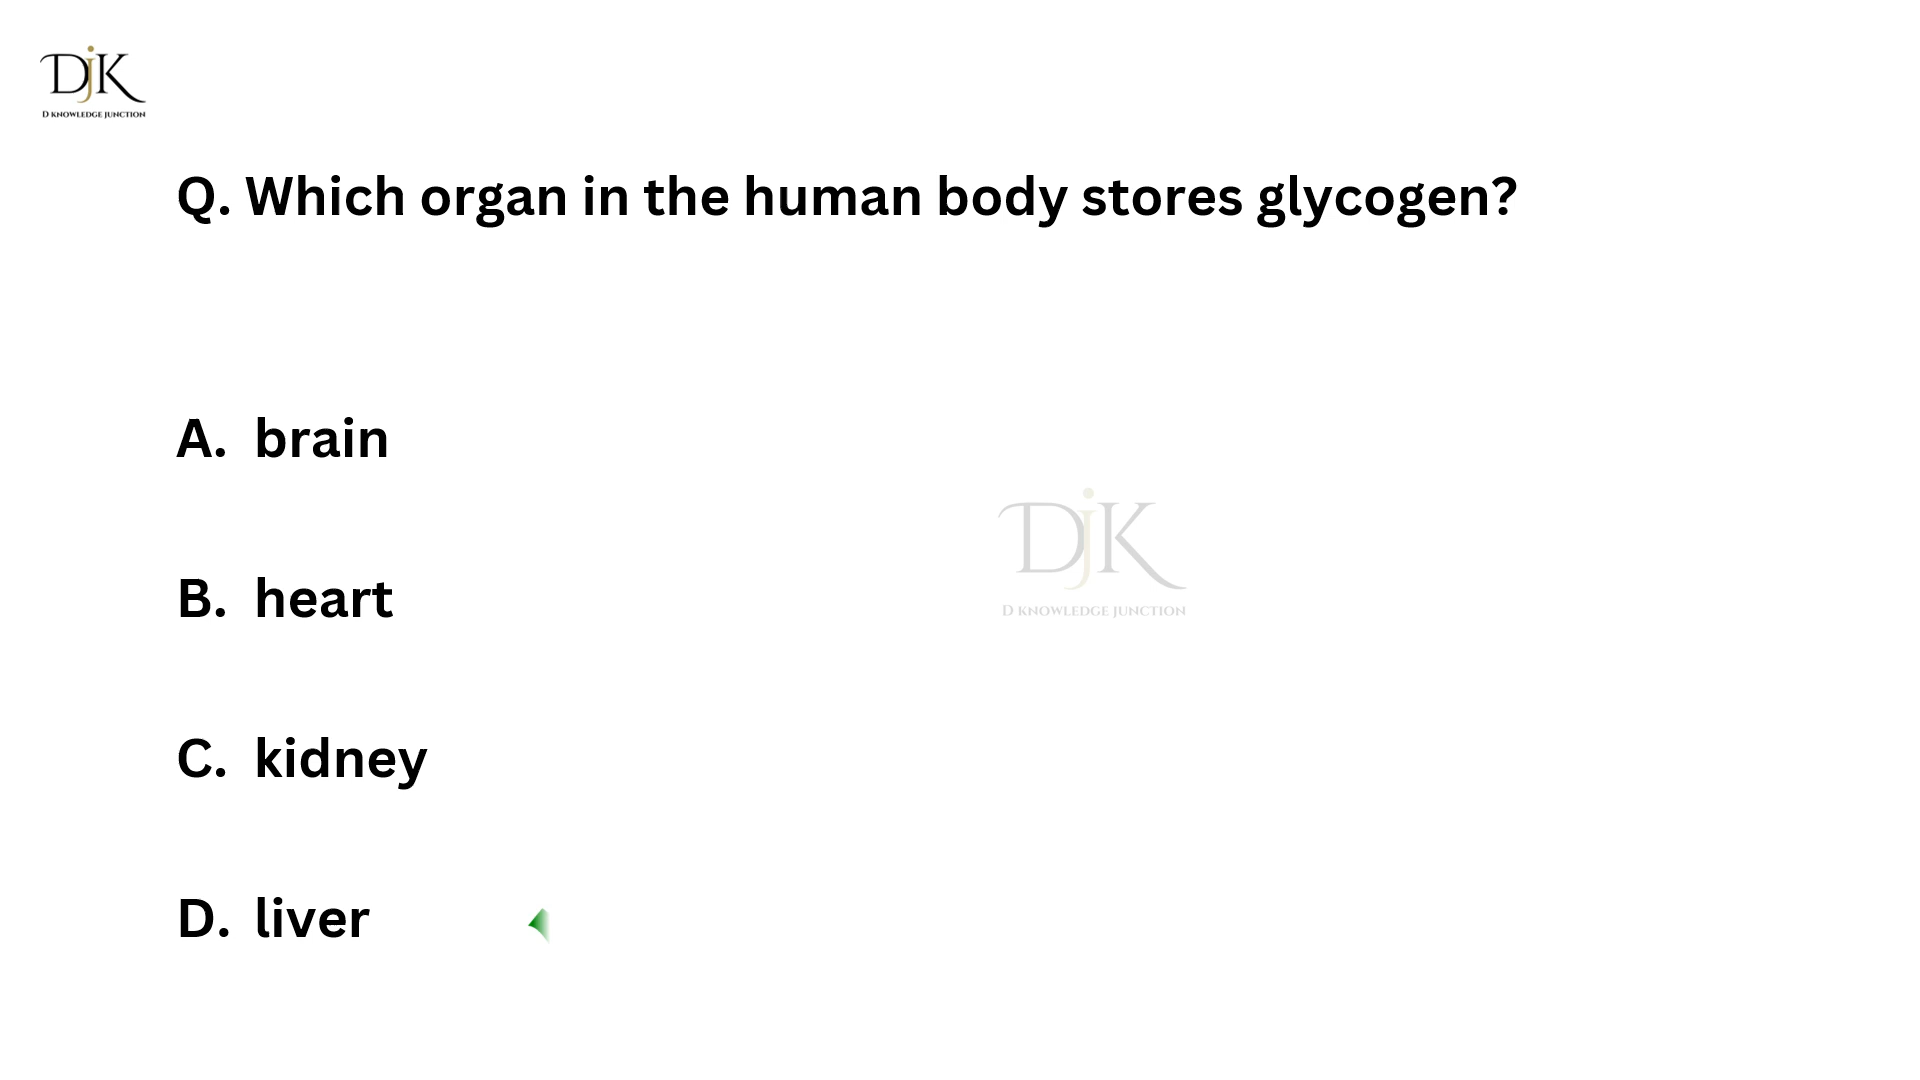 DjK
D KNOWLEDGE JUNCTION
Q. Which organ in the human body stores glycogen?
A. brain
B. heart
DjK
D KNOWLEDGE JUNCTION
C. kidney
D. liver